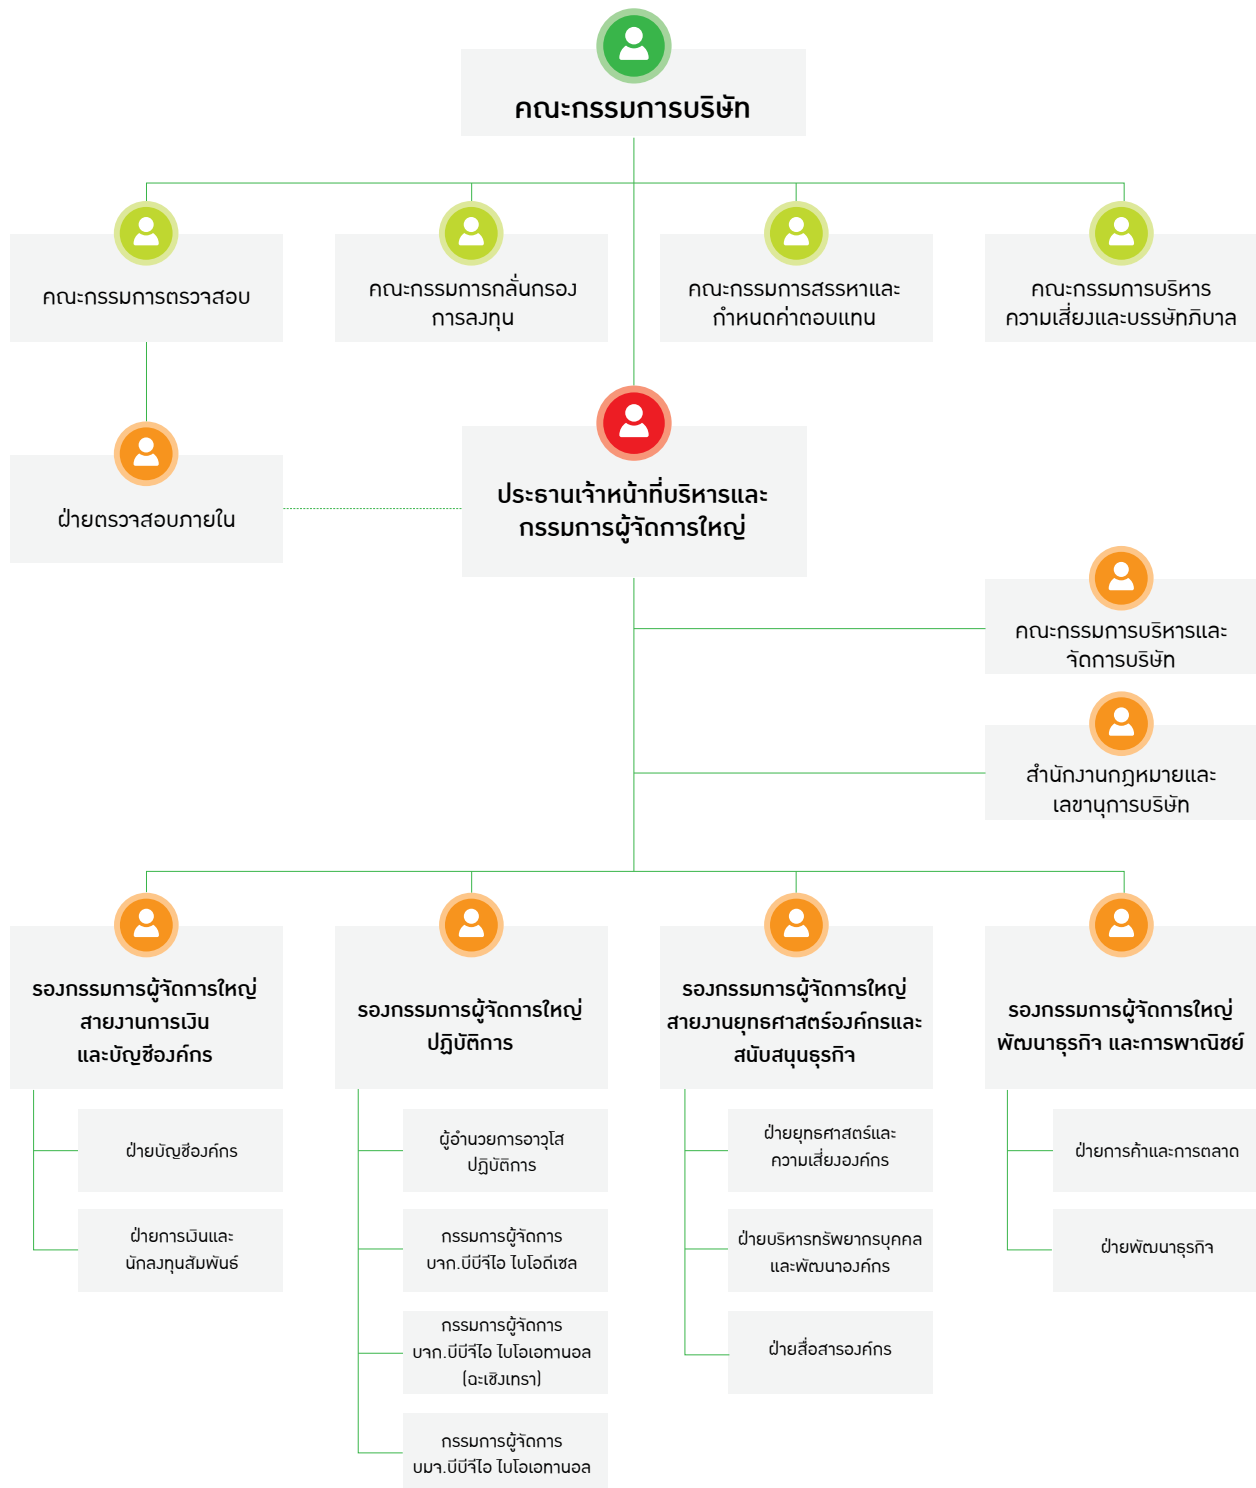 คณะกรรมการบริษัท
คณะกรรมการตรวจสอบ
คณะกรรมการกลั่นกรอง
การลงทุน
คณะกรรมการสรรหาและ
กำหนดค่าตอบแทน
คณะกรรมการบริหาร
ความเสี่ยงและบรรษัทภิบาล
ฝ่ายตรวจสอบภายใน
ประธานเจ้าหน้าที่บริหารและ
กรรมการผู้จัดการใหญ่
คณะกรรมการบริหารและ
จัดการบริษัท
สำนักงานกฎหมายและ
เลขานุการบริษัท
รองกรรมการผู้จัดการใหญ่
สายงานการเงิน
และบัญชีองค์กร
ฝ่ายบัญชีองค์กร
ฝ่ายการเงินและ
นักลงทุนสัมพันธ์
รองกรรมการผู้จัดการใหญ่
ปฏิบัติการ
ผู้อำนวยการอาวุโส
ปฏิบัติการ
กรรมการผู้จัดการ
บจก.บีบีจีไอ ไบโอดีเซล
กรรมการผู้จัดการ
บจก.บีบีจีไอ ไบโอเอทานอล
(ฉะเชิงเทรา)
กรรมการผู้จัดการ
บมจ.บีบีจีไอ ไบโอเอทานอล
รองกรรมการผู้จัดการใหญ่
สายงานยุทธศาสตร์องค์กรและ
สนับสนุนธุรกิจ
ฝ่ายยุทธศาสตร์และ
ความเสี่ยงองค์กร
ฝ่ายบริหารทรัพยากรบุคคล
และพัฒนาองค์กร
ฝ่ายสื่อสารองค์กร
รองกรรมการผู้จัดการใหญ่
พัฒนาธุรกิจ และการพาณิชย์
ฝ่ายการค้าและการตลาด
ฝ่ายพัฒนาธุรกิจ